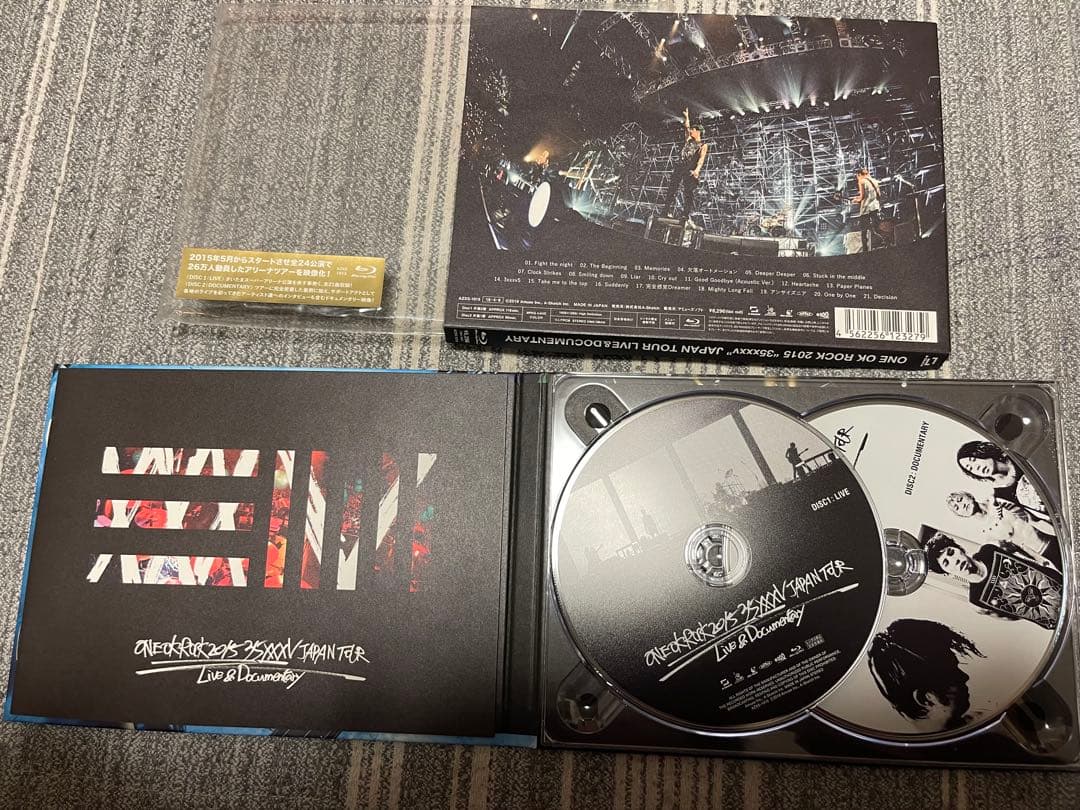 2015年5月からスタートさせ全24公演で
26万人動員したアリーナツアーを映像化!
01. Fight the night 02. The Beginning 03. Memories 04. 大落オートメーション 05. Deeper Deeper 06. Stuck in the middle
07. Clock Strikes 08. Smiling down 09. Liar 10. Cry out 11. Good Goodbye (Acoustic Ver.) 12. Heartache 13. Paper Planes
14. 3xxxv5 15. Take me to the top 16. Suddenly 17. 完全感覚Dreamer 18. Mighty Long Fall 19. アンサイズニア 20. One by One 21. Decision
MADE IN JAPAN
4 562256 123279
ONE OK ROCK 2015 "35xxxv" JAPAN TOUR LIVE&DOCUMENTARY
ONE OK ROCK 2015 35XXXV JAPAN TOUR
Live & Documentary
DISC1 : LIVE
ONE OK ROCK 2015 35XXXV JAPAN TOUR
Live & Documentary
DISC2 : DOCUMENTARY